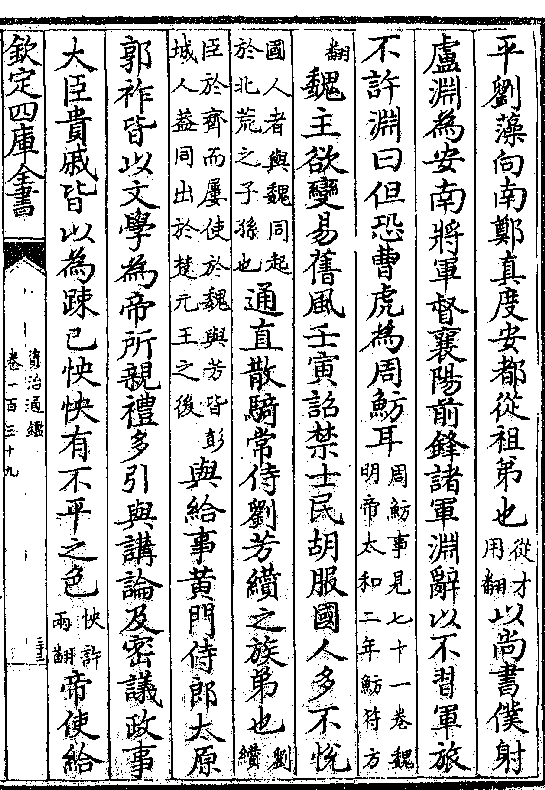 平劉藻向南鄭真度安都從祖弟也從才用翻以尚書僕射
盧淵為安南將軍督襄陽前鋒諸軍淵辭以不習軍旅
不許淵曰但恐曹虎為周魴耳周魴事見七十一卷魏明帝太和二年魴符方
翻魏主欲變易舊風壬寅詔禁士民胡服國人多不悅
國人者與魏同起於北荒之子孫也通直散騎常侍劉芳纘之族弟也劉纘
臣於齊而屢使於魏與芳皆彭城人蓋同出於楚元王之後與給事黃門侍郎太原
郭祚皆以文學為帝所親禮多引與講論及密議政事
大臣貴戚皆以為疎己怏怏有不平之色怏許兩翻帝使給
欽定四庫全書
資治通鑑
卷一百三十九